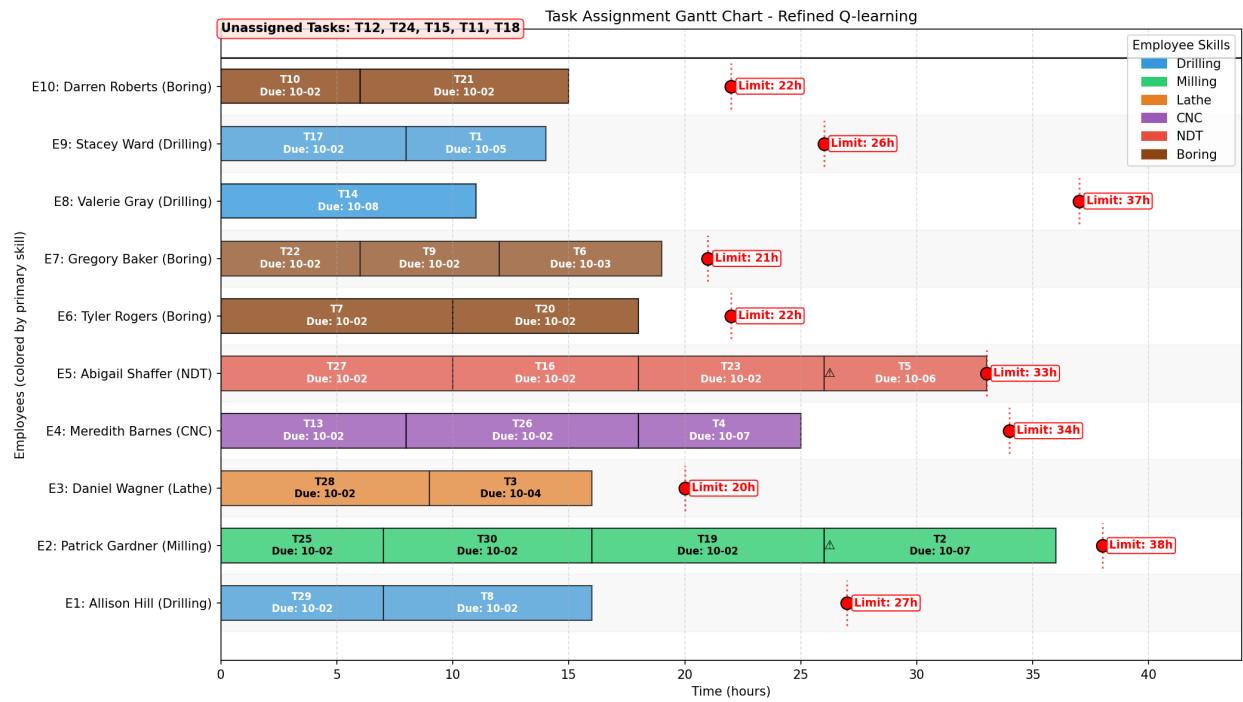 Task Assignment Gantt Chart - Refined Q-learning
Unassigned Tasks: T12, T24, T15, T11, T18
Employee Skills
Drilling
Milling
Lathe
CNC
NDT
Boring
Employees (colored by primary skill)
E10: Darren Roberts (Boring)
T10
Due: 10-02
T21
Due: 10-02
Limit: 22h
E9: Stacey Ward (Drilling)
T17
Due: 10-02
T1
Due: 10-05
Limit: 26h
E8: Valerie Gray (Drilling)
T14
Due: 10-08
Limit: 37h
E7: Gregory Baker (Boring)
T22
Due: 10-02
T9
Due: 10-02
T6
Due: 10-03
Limit: 21h
E6: Tyler Rogers (Boring)
T7
Due: 10-02
T20
Due: 10-02
Limit: 22h
E5: Abigail Shaffer (NDT)
T27
Due: 10-02
T16
Due: 10-02
T23
Due: 10-02
⚠
T5
Due: 10-06
Limit: 33h
E4: Meredith Barnes (CNC)
T13
Due: 10-02
T26
Due: 10-02
T4
Due: 10-07
Limit: 34h
E3: Daniel Wagner (Lathe)
T28
Due: 10-02
T3
Due: 10-04
Limit: 20h
E2: Patrick Gardner (Milling)
T25
Due: 10-02
T30
Due: 10-02
T19
Due: 10-02
⚠
T2
Due: 10-07
Limit: 38h
E1: Allison Hill (Drilling)
T29
Due: 10-02
T8
Due: 10-02
Limit: 27h
0 5 10 15 20 25 30 35 40
Time (hours)